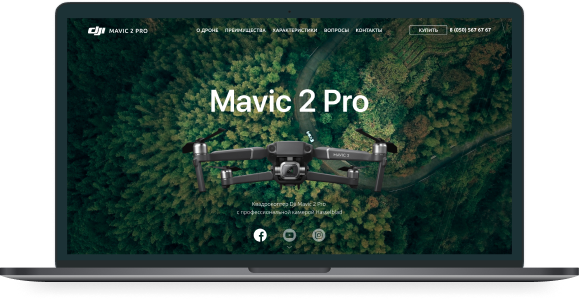 dji MAVIC 2 PRO
О ДРОНЕ ПРЕИМУЩЕСТВА ХАРАКТЕРИСТИКИ ВОПРОСЫ КОНТАКТЫ
КУПИТЬ 8 (050) 567 67 67
Mavic 2 Pro
MAVIC 2
Квадрокоптер Dji Mavic 2 Pro
с профессиональной камерой Hasselblad